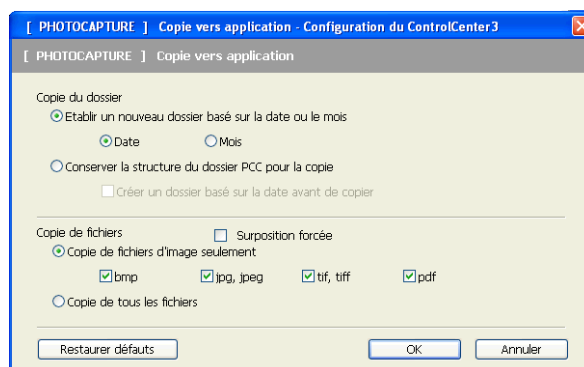 [ PHOTOCAPTURE ] Copie vers application - Configuration du ControlCenter3
[ PHOTOCAPTURE ] Copie vers application
Copie du dossier
Etablir un nouveau dossier basé sur la date ou le mois
Date Mois
Conserver la structure du dossier PCC pour la copie
Créer un dossier basé sur la date avant de copier
Copie de fichiers Surposition forcée
Copie de fichiers d'image seulement
bmp jpg, jpeg tif, tiff pdf
Copie de tous les fichiers
Restaurer défauts OK Annuler